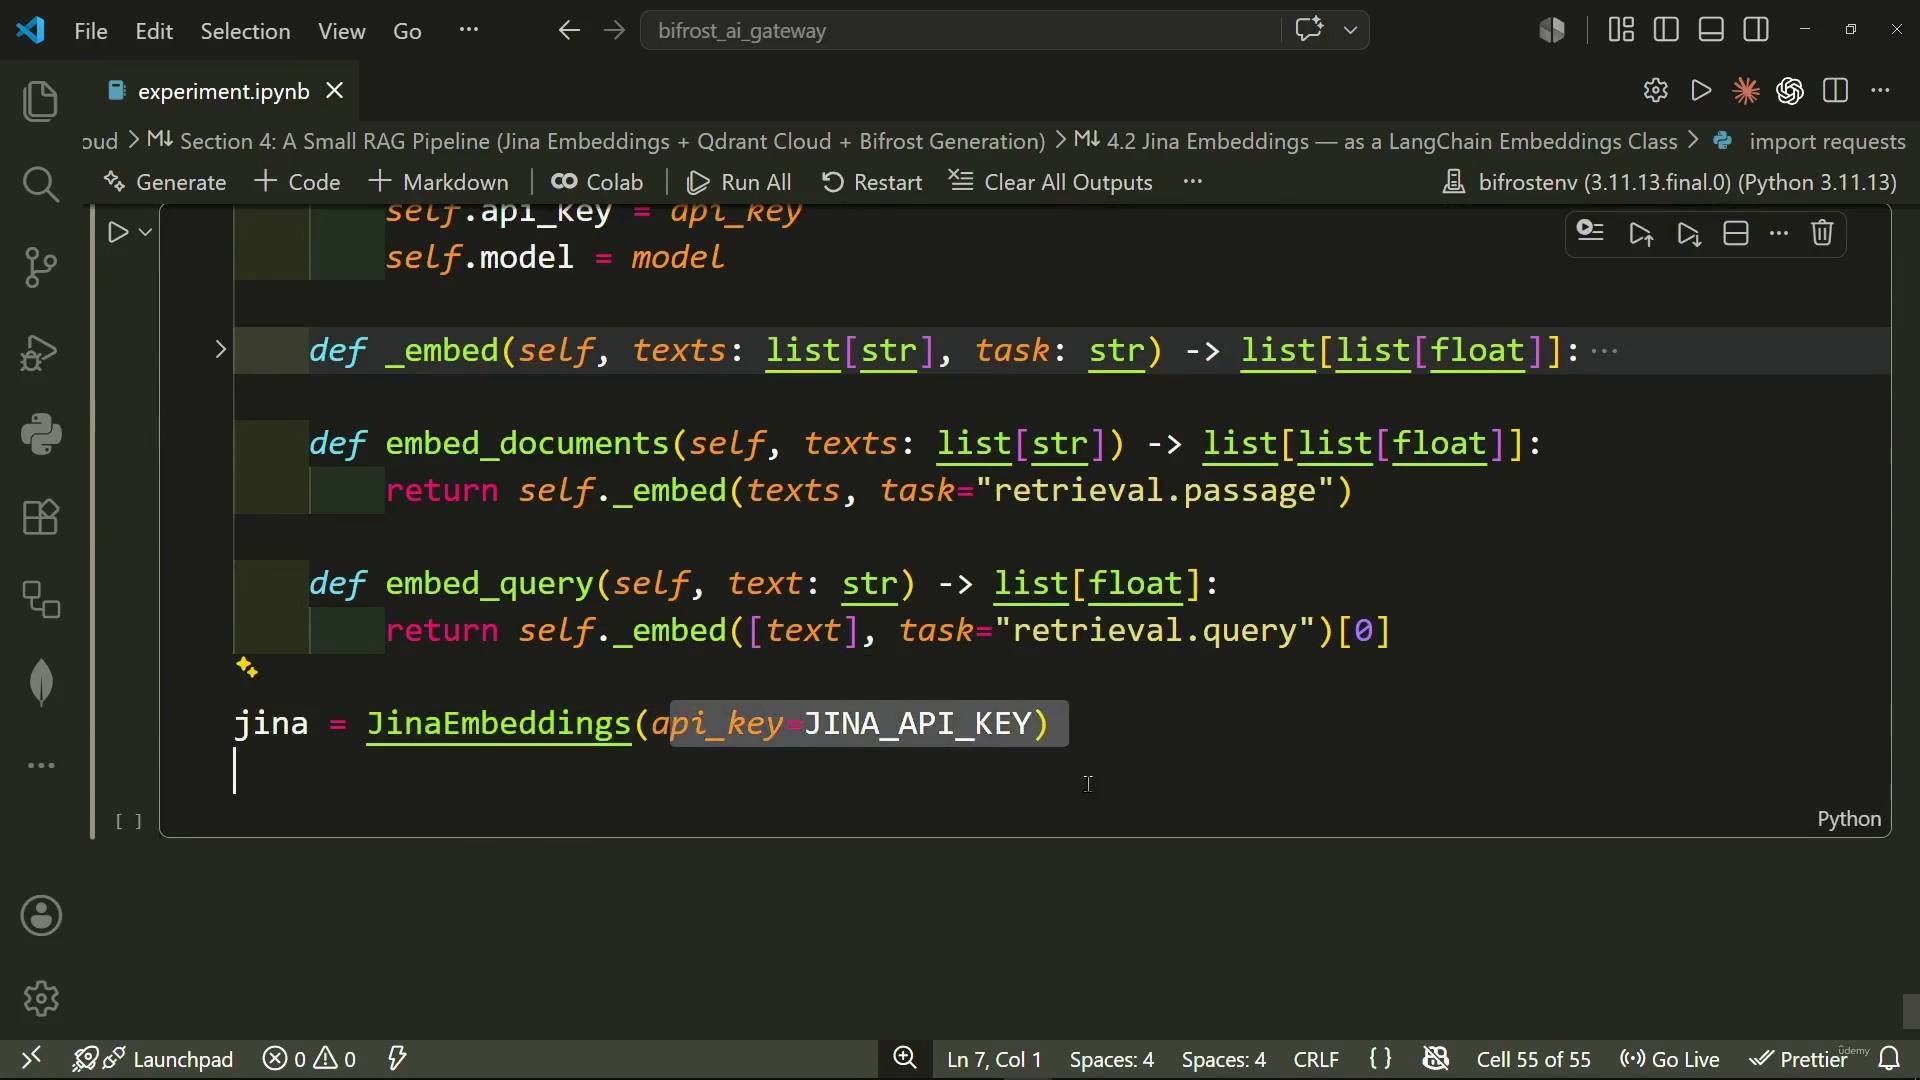 File Edit Selection View Go ···
bifrost_ai_gateway
experiment.ipynb
oud > M↓ Section 4: A Small RAG Pipeline (Jina Embeddings + Qdrant Cloud + Bifrost Generation) > M↓ 4.2 Jina Embeddings — as a LangChain Embeddings Class > import requests
Generate + Code + Markdown | Colab | Run All Restart Clear All Outputs ··· bifrostenv (3.11.13.final.0) (Python 3.11.13)
self.api_key = api_key
self.model = model
def _embed(self, texts: list[str], task: str) -> list[list[float]]:···
def embed_documents(self, texts: list[str]) -> list[list[float]]:
return self._embed(texts, task="retrieval.passage")
def embed_query(self, text: str) -> list[float]:
return self._embed([text], task="retrieval.query")[0]
jina = JinaEmbeddings(api_key=JINA_API_KEY)
[ ]
Python
Launchpad 0 0 Ln 7, Col 1 Spaces: 4 Spaces: 4 CRLF { } Cell 55 of 55 Go Live Prettier
udemy